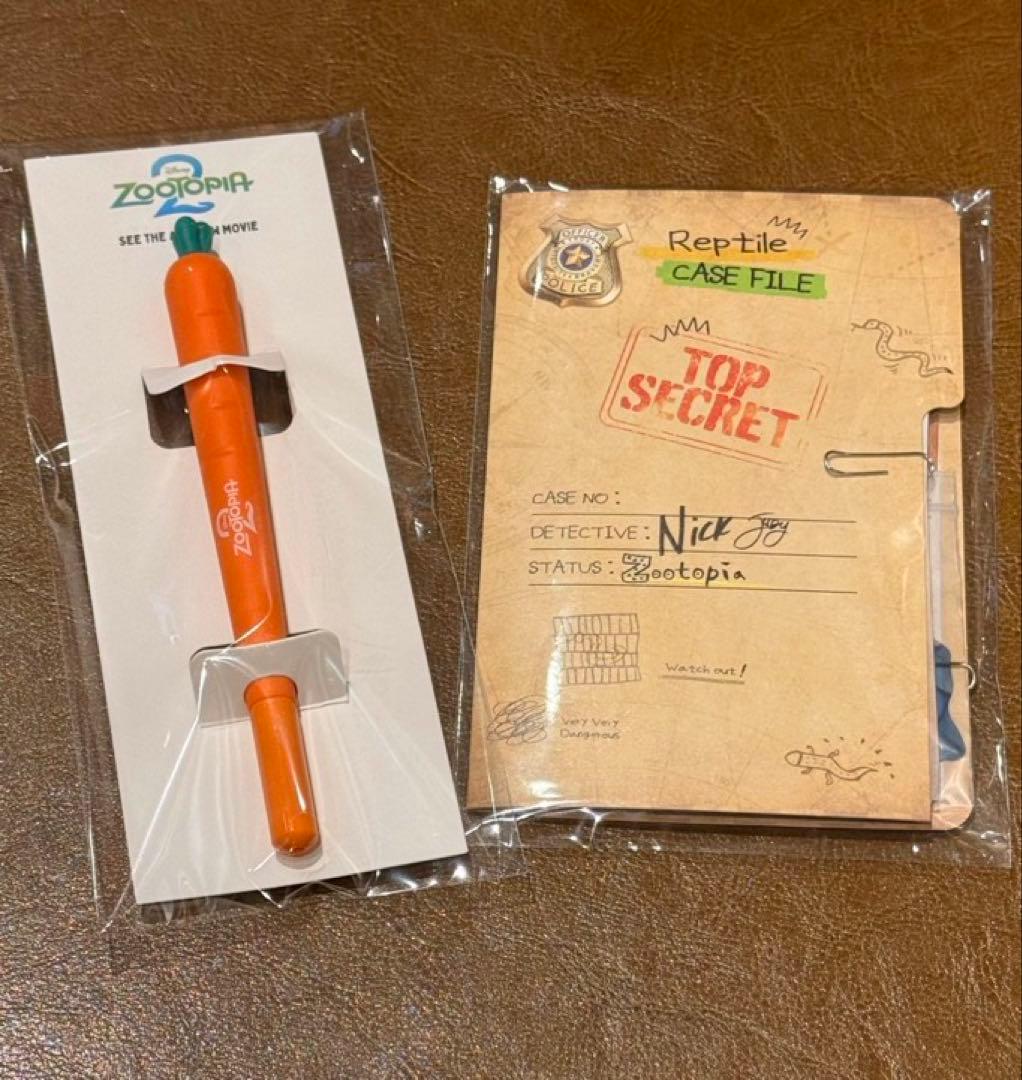 Disney
ZOOTOPIA
2
SEE THE MOVIE
ZOOTOPIA
2
OFFICER
POLICE
Reptile
CASE FILE
TOP
SECRET
CASE NO :
DETECTIVE : Nick Judy
STATUS : Zootopia
Watch out!
Very Very
Dangerous